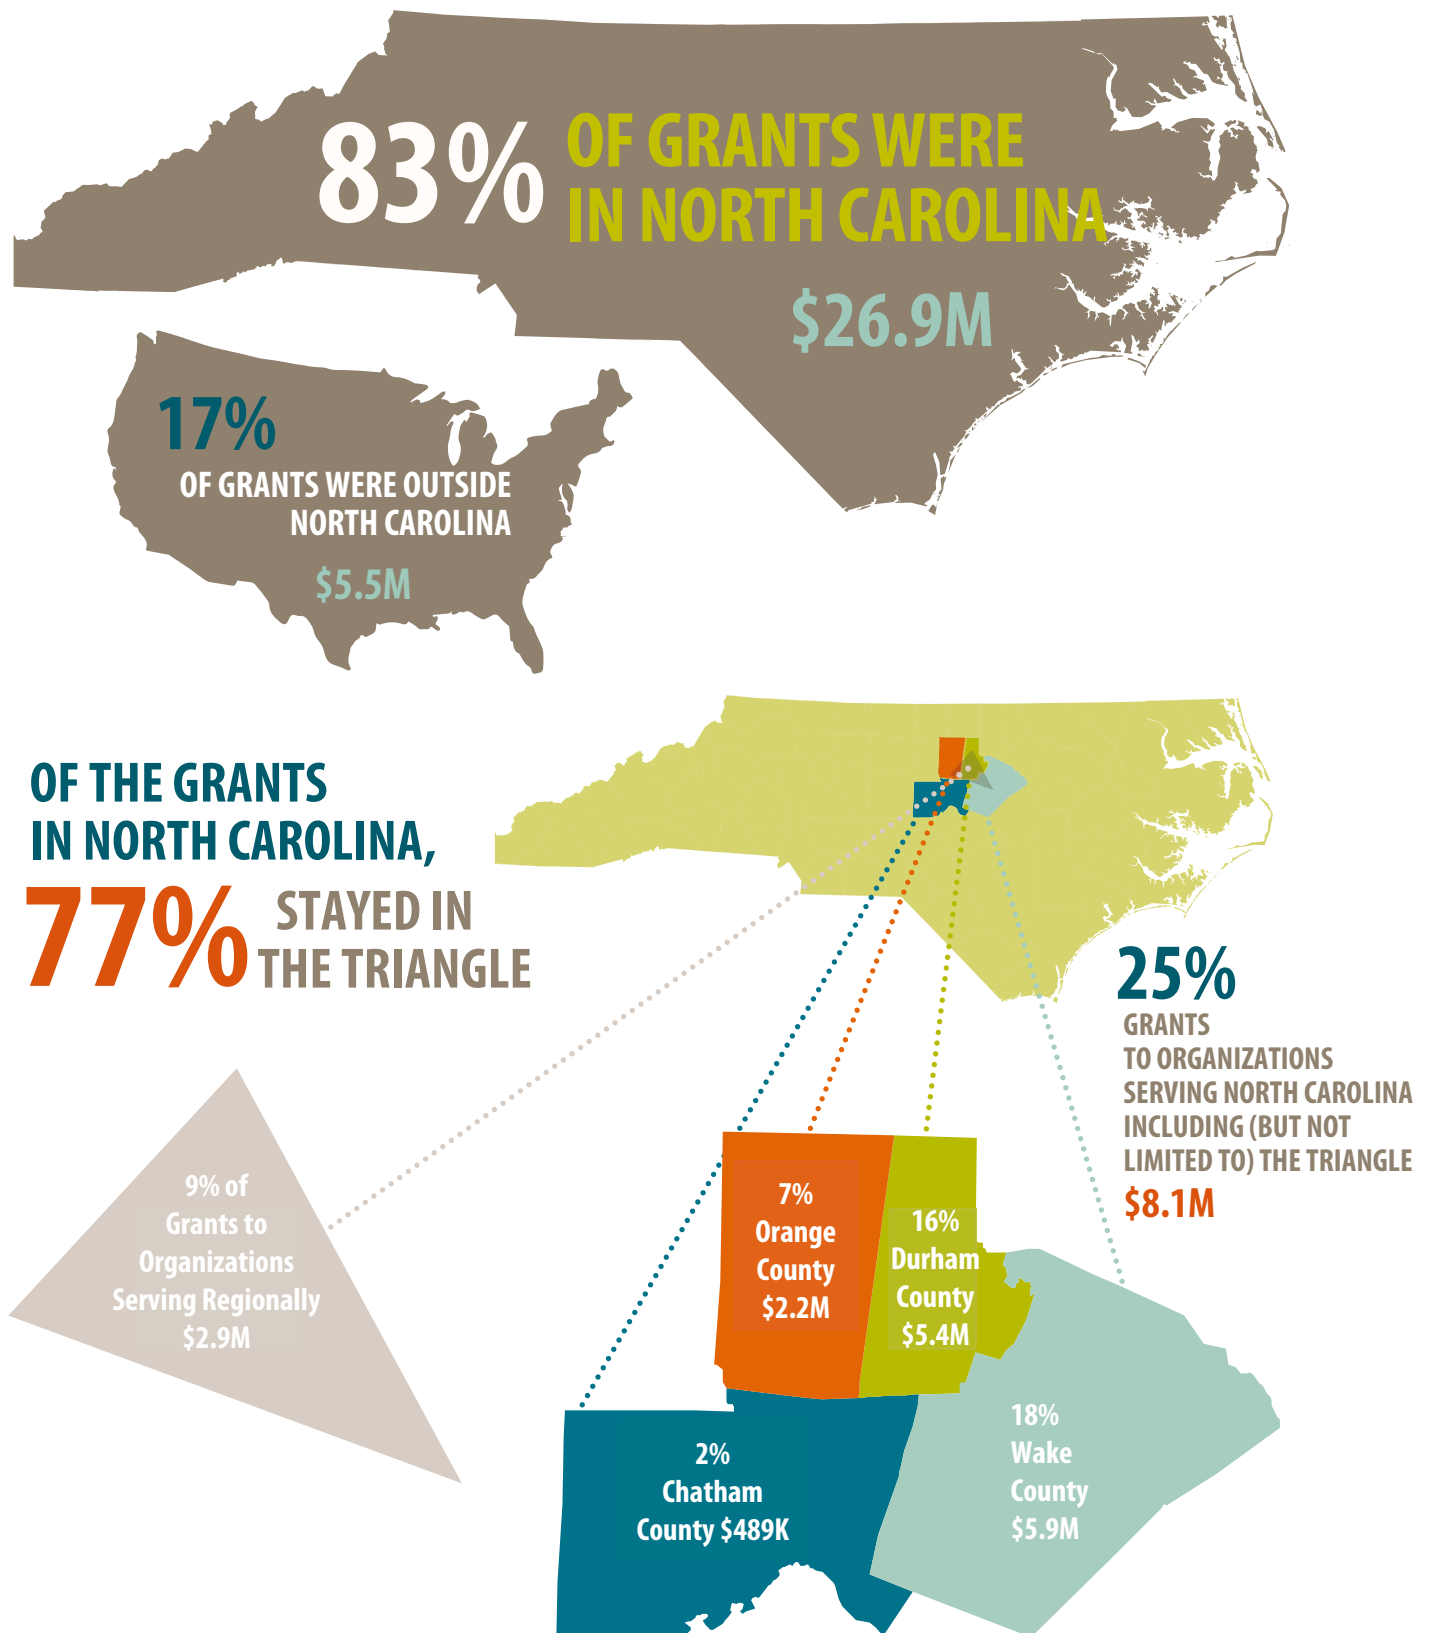 83%
OF GRANTS WERE
IN NORTH CAROLINA
$26.9M
17%
OF GRANTS WERE OUTSIDE
NORTH CAROLINA
$5.5M
OF THE GRANTS
IN NORTH CAROLINA,
77%
STAYED IN
THE TRIANGLE
25%
GRANTS
TO ORGANIZATIONS
SERVING NORTH CAROLINA
INCLUDING (BUT NOT
LIMITED TO) THE TRIANGLE
$8.1M
9% of
Grants to
Organizations
Serving Regionally
$2.9M
7%
Orange
County
$2.2M
16%
Durham
County
$5.4M
2%
Chatham
County $489K
18%
Wake
County
$5.9M